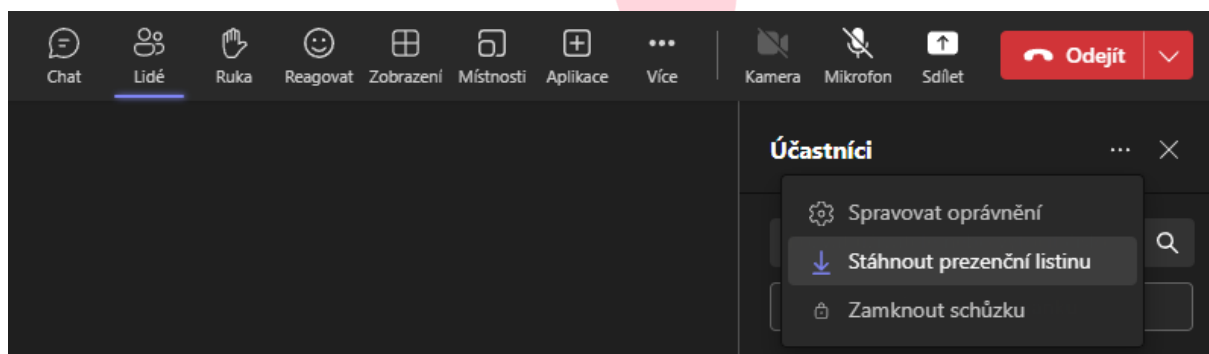 Chat Lidé Ruka Reagovat Zobrazení Místnosti Aplikace Více Kamera Mikrofon Sdílet Odejít
Účastníci
Spravovat oprávnění
Stáhnout prezenční listinu
Zamknout schůzku